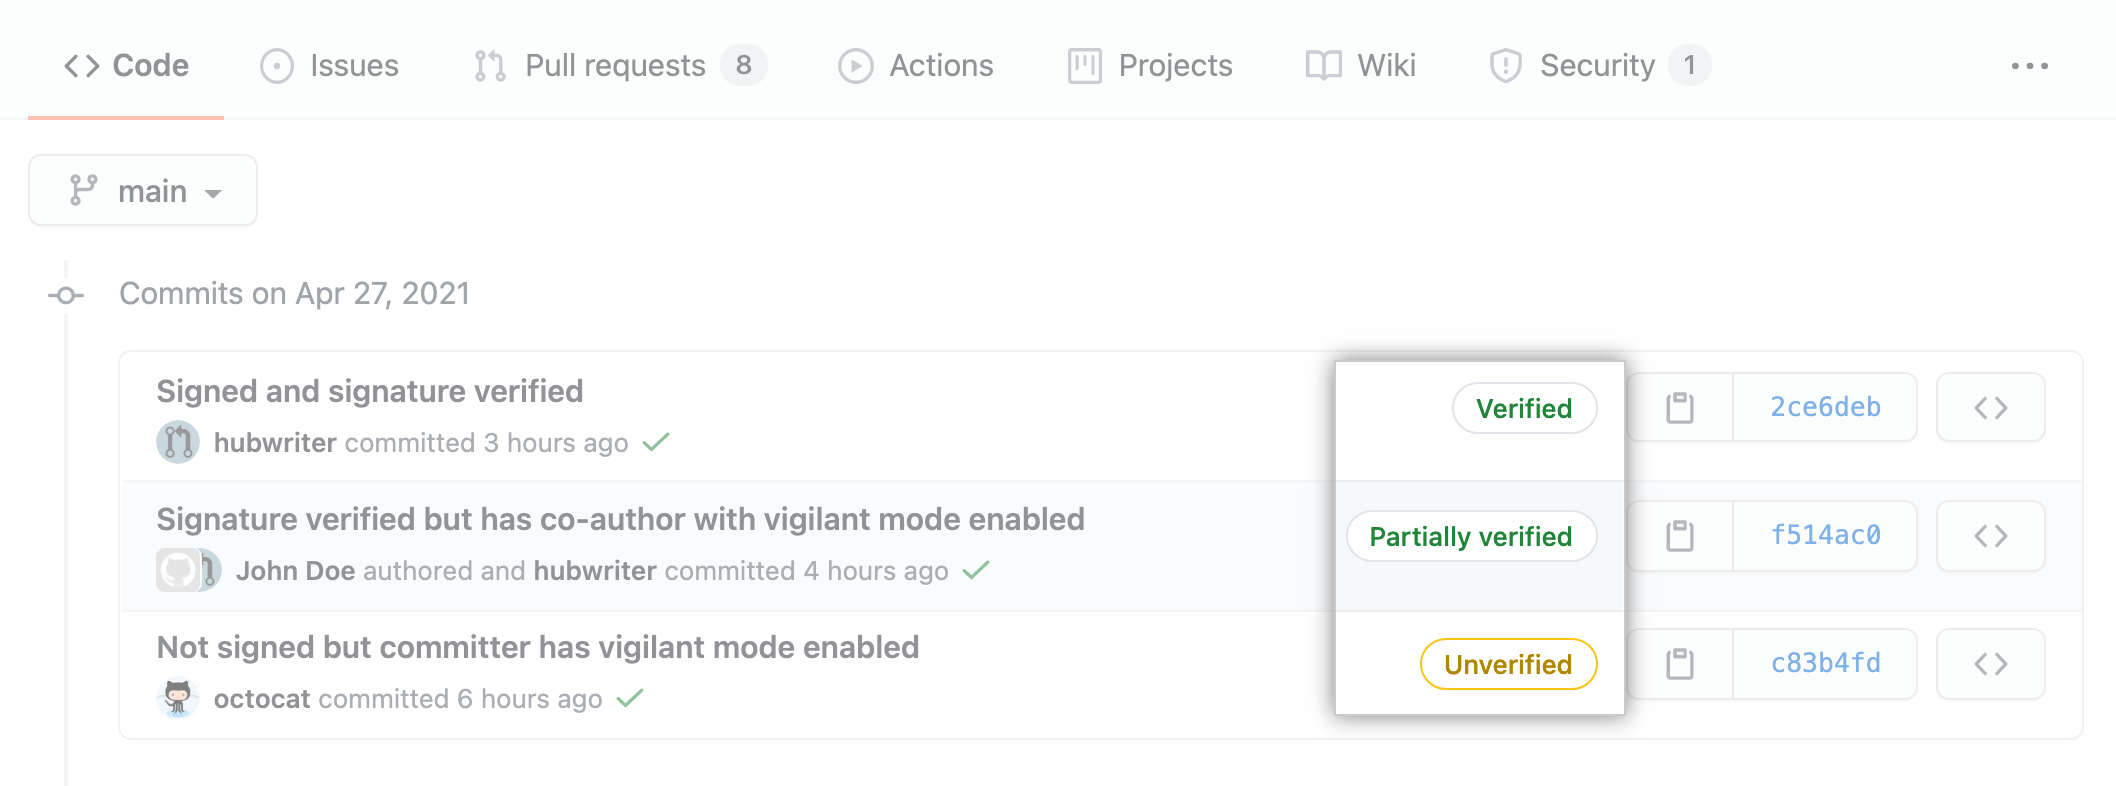 Code Issues Pull requests 8 Actions Projects Wiki Security 1
main
Commits on Apr 27, 2021
Signed and signature verified
Verified 2ce6deb
hubwriter committed 3 hours ago
Signature verified but has co-author with vigilant mode enabled
Partially verified f514ac0
John Doe authored and hubwriter committed 4 hours ago
Not signed but committer has vigilant mode enabled
Unverified c83b4fd
octocat committed 6 hours ago